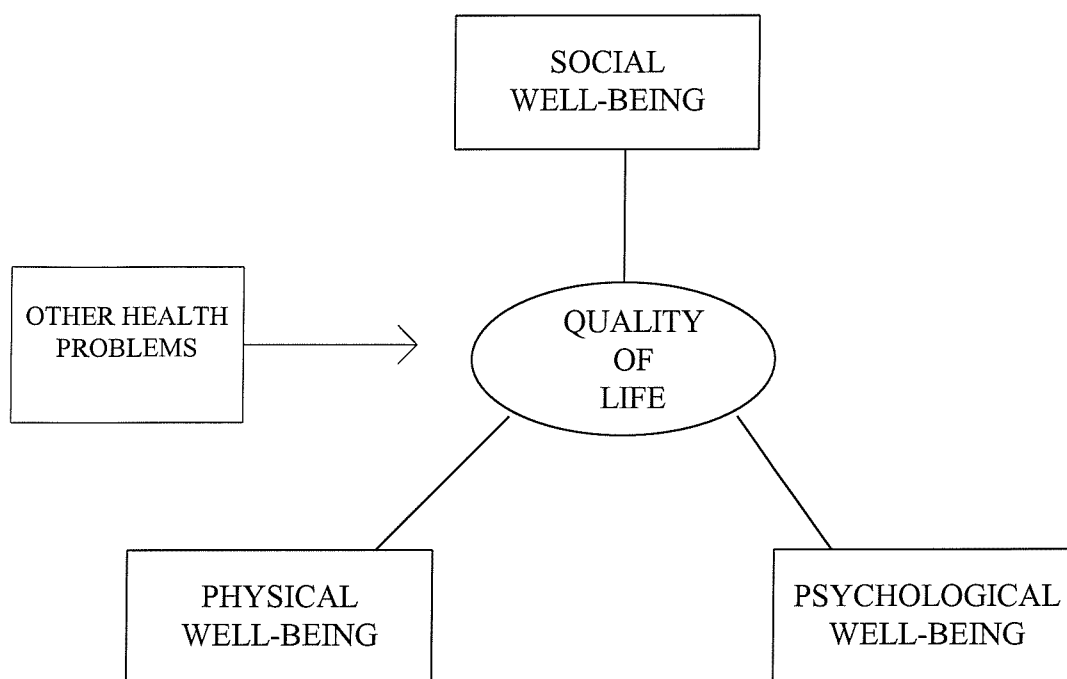 SOCIAL
WELL-BEING
OTHER HEALTH
PROBLEMS
QUALITY
OF
LIFE
PHYSICAL
WELL-BEING
PSYCHOLOGICAL
WELL-BEING